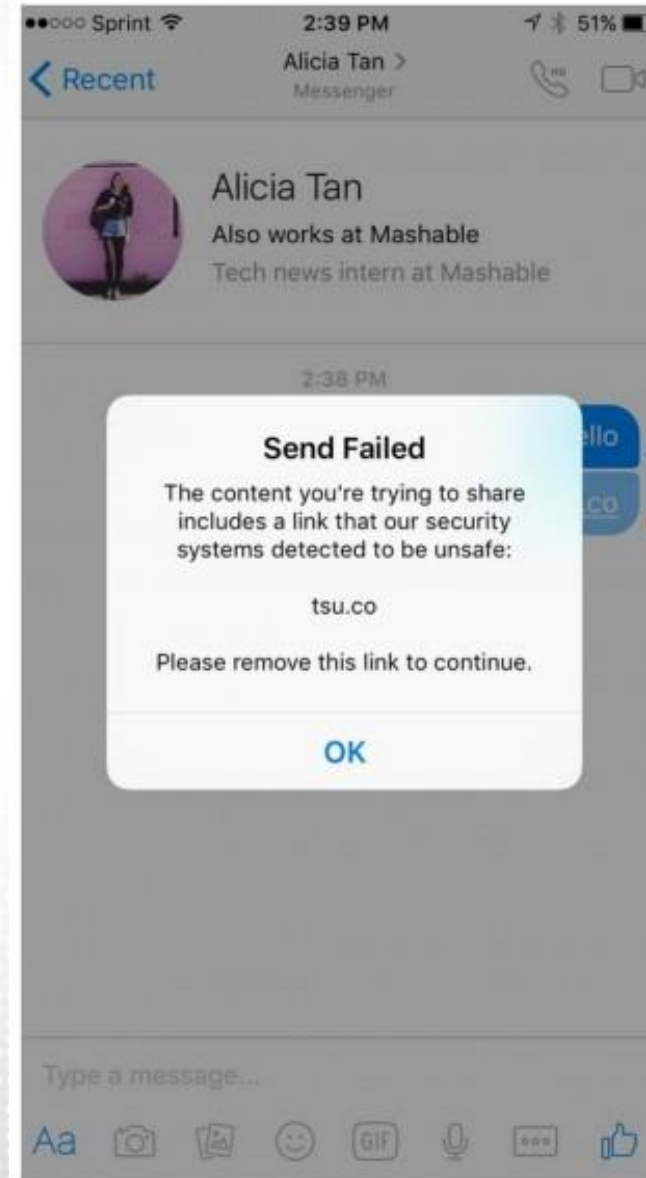 Sprint 2:39 PM 51%
Recent Alicia Tan >
Messenger
Alicia Tan
Also works at Mashable
Tech news intern at Mashable
2:38 PM
Send Failed
ello
The content you're trying to share
includes a link that our security
.co
systems detected to be unsafe:
tsu.co
Please remove this link to continue.
OK
Type a message...
Aa GIF